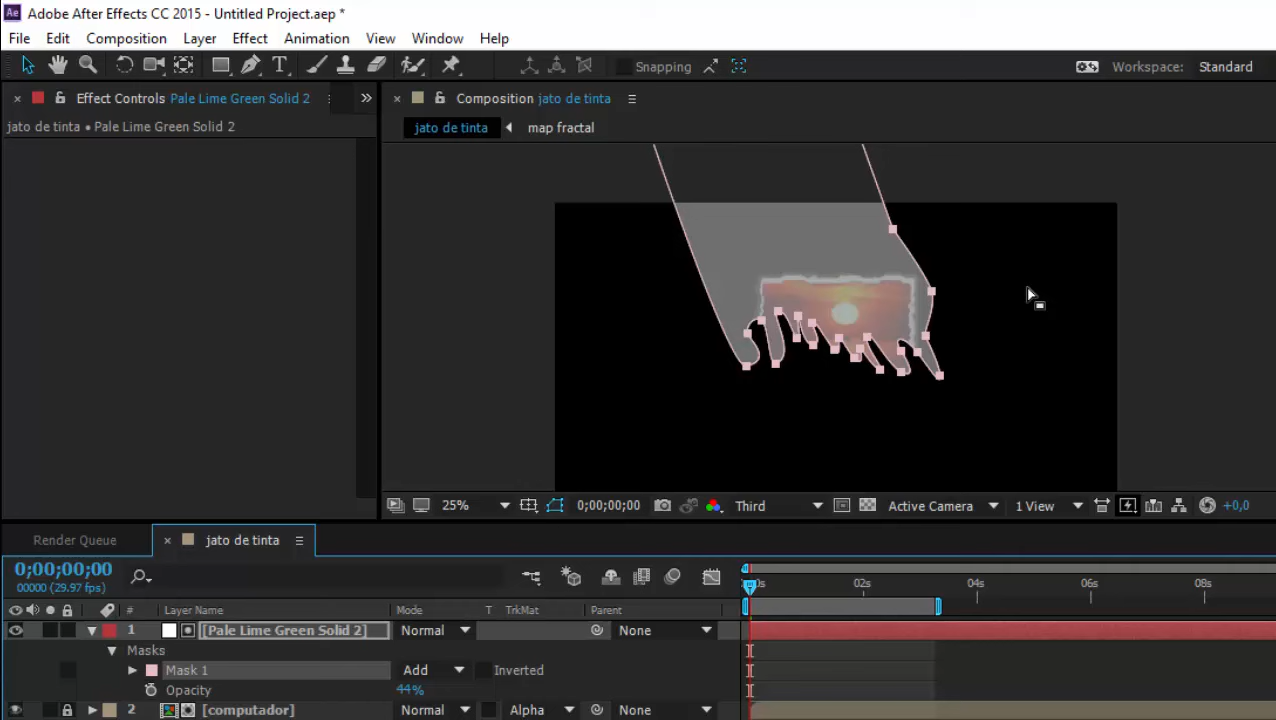 Adobe After Effects CC 2015 - Untitled Project.aep *
File Edit Composition Layer Effect Animation View Window Help
Snapping Workspace: Standard
Effect Controls Pale Lime Green Solid 2
Composition jato de tinta
jato de tinta • Pale Lime Green Solid 2
jato de tinta map fractal
25% 0;00;00;00 Third Active Camera 1 View +0,0
Render Queue jato de tinta
0;00;00;00
00000 (29.97 fps)
0s 02s 04s 06s 08s
# Layer Name Mode T TrkMat Parent
1 [Pale Lime Green Solid 2] Normal None
Masks
Mask 1 Add Inverted
Opacity 44%
2 [computador] Normal Alpha None